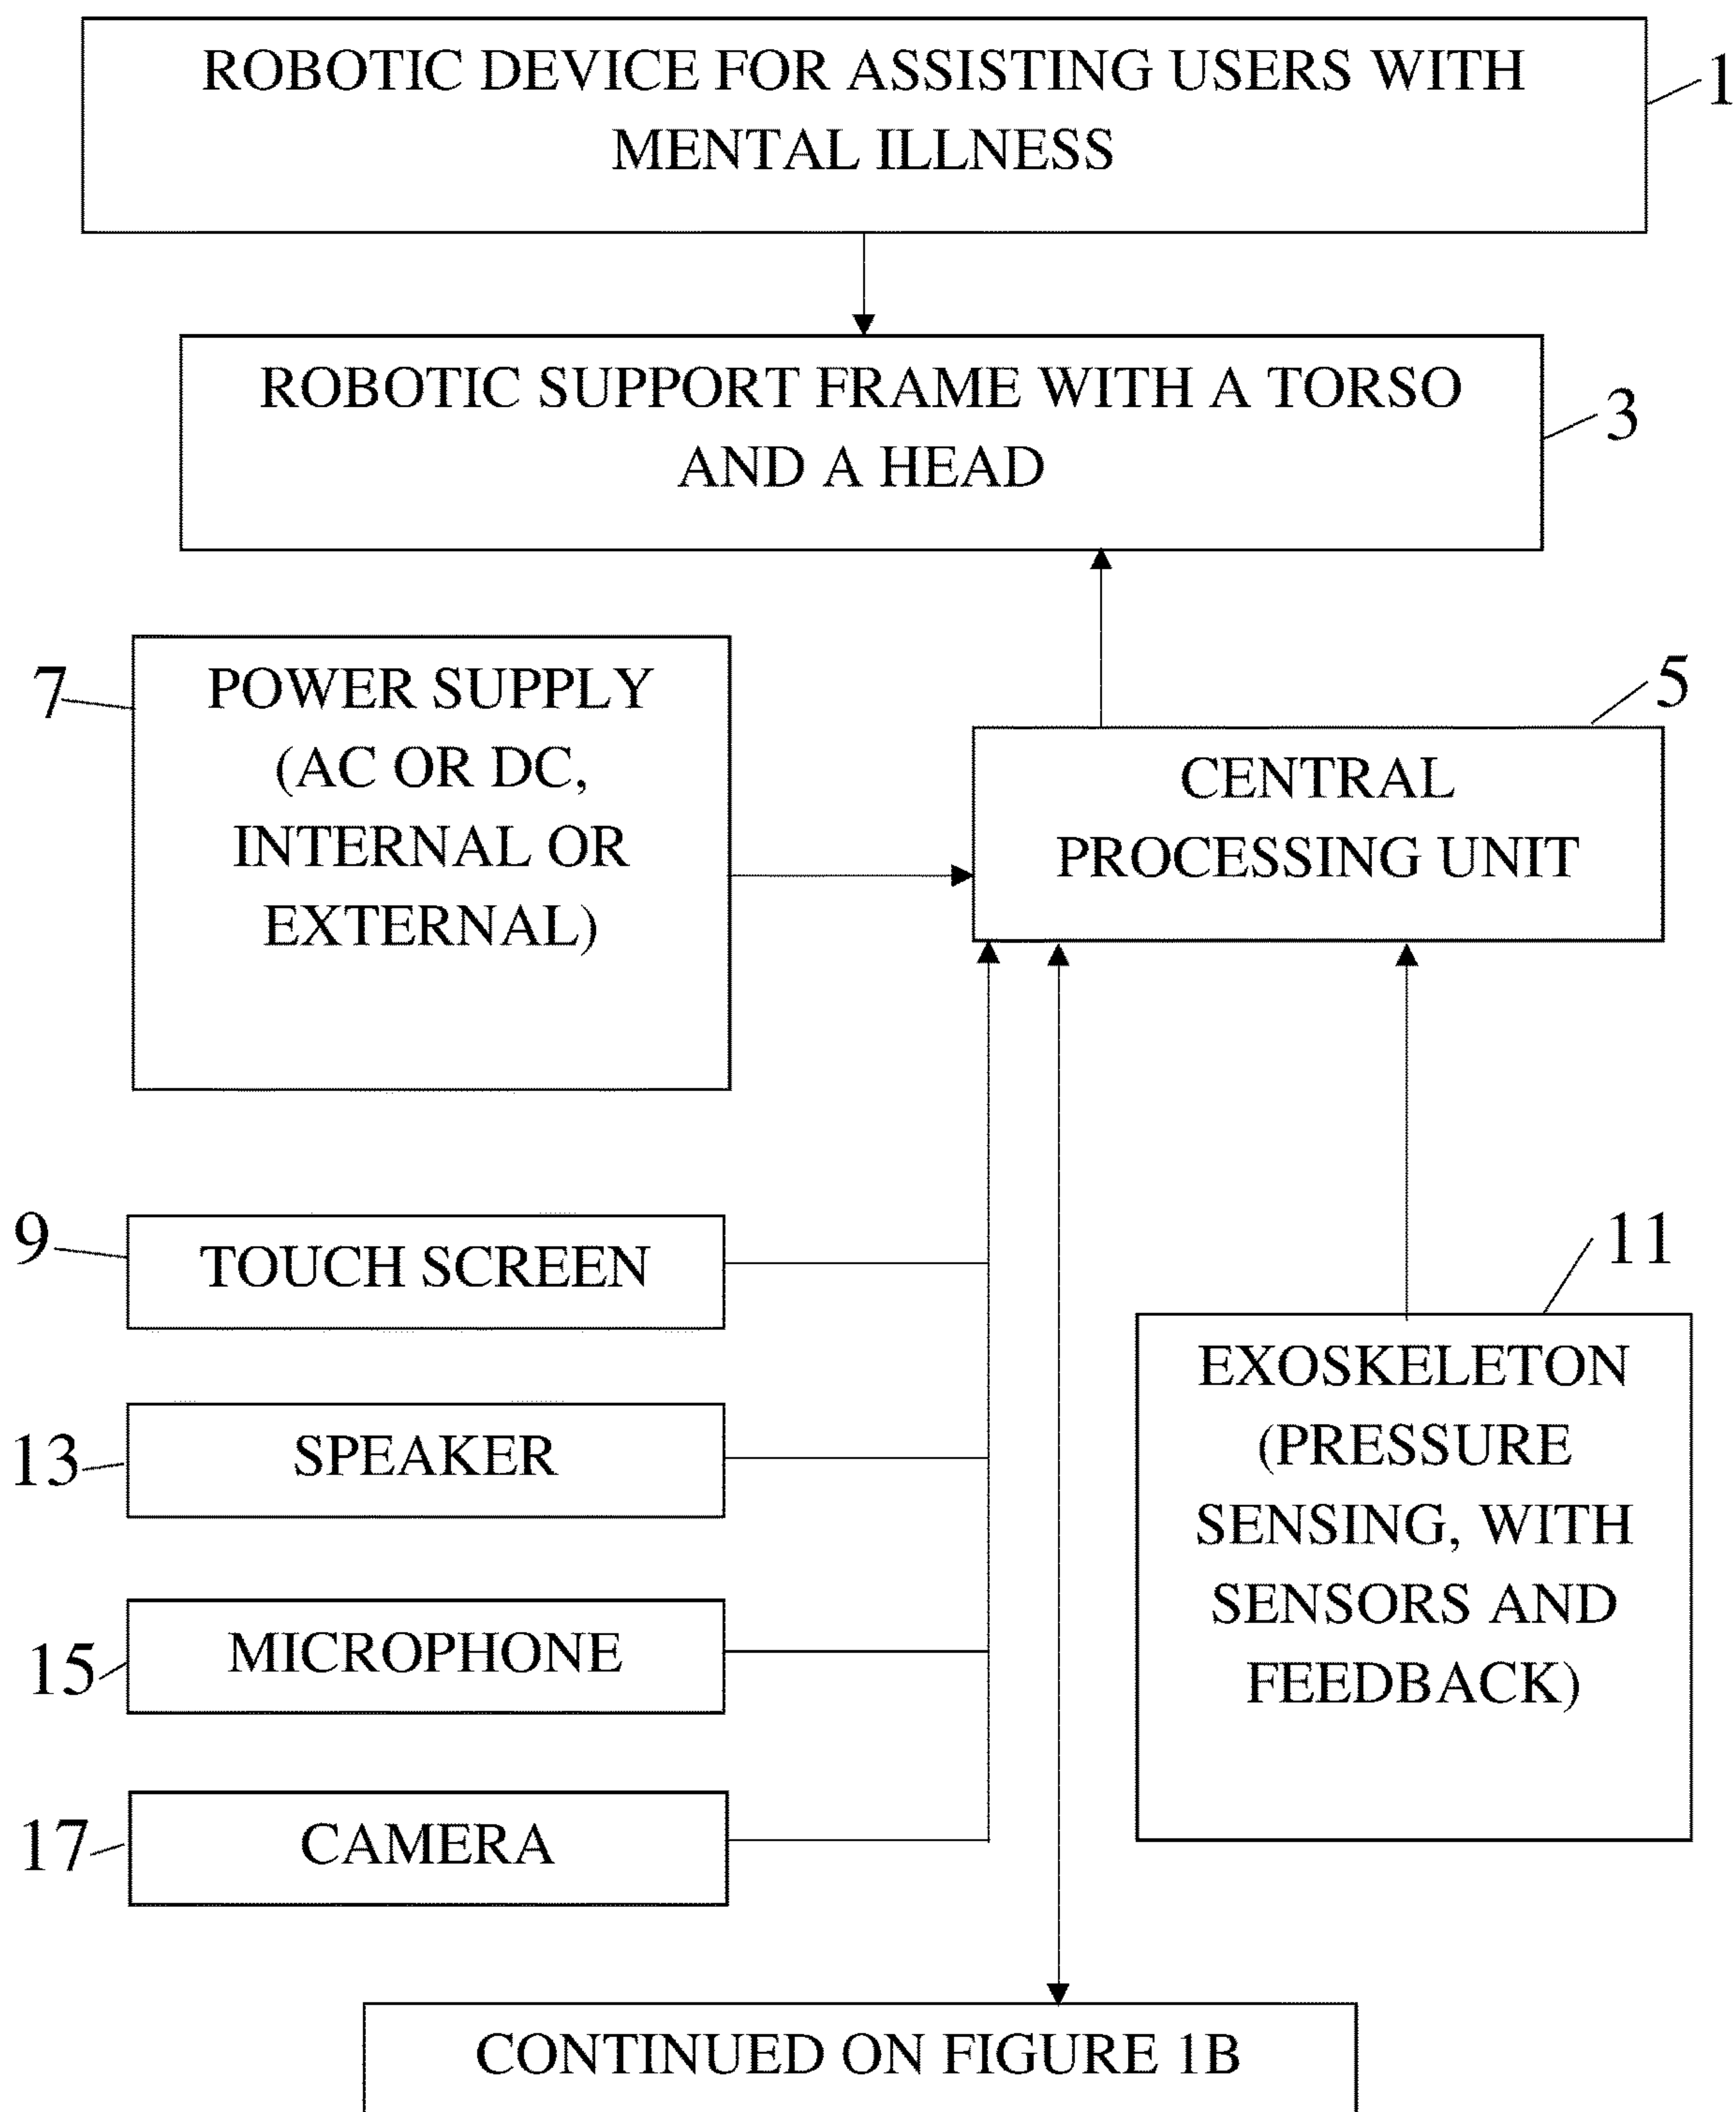 ROBOTIC DEVICE FOR ASSISTING USERS WITH
MENTAL ILLNESS
1
ROBOTIC SUPPORT FRAME WITH A TORSO
AND A HEAD
3
7
POWER SUPPLY
(AC OR DC,
INTERNAL OR
EXTERNAL)
5
CENTRAL
PROCESSING UNIT
9
TOUCH SCREEN
11
EXOSKELETON
(PRESSURE
SENSING, WITH
SENSORS AND
FEEDBACK)
13
SPEAKER
15
MICROPHONE
17
CAMERA
CONTINUED ON FIGURE 1B